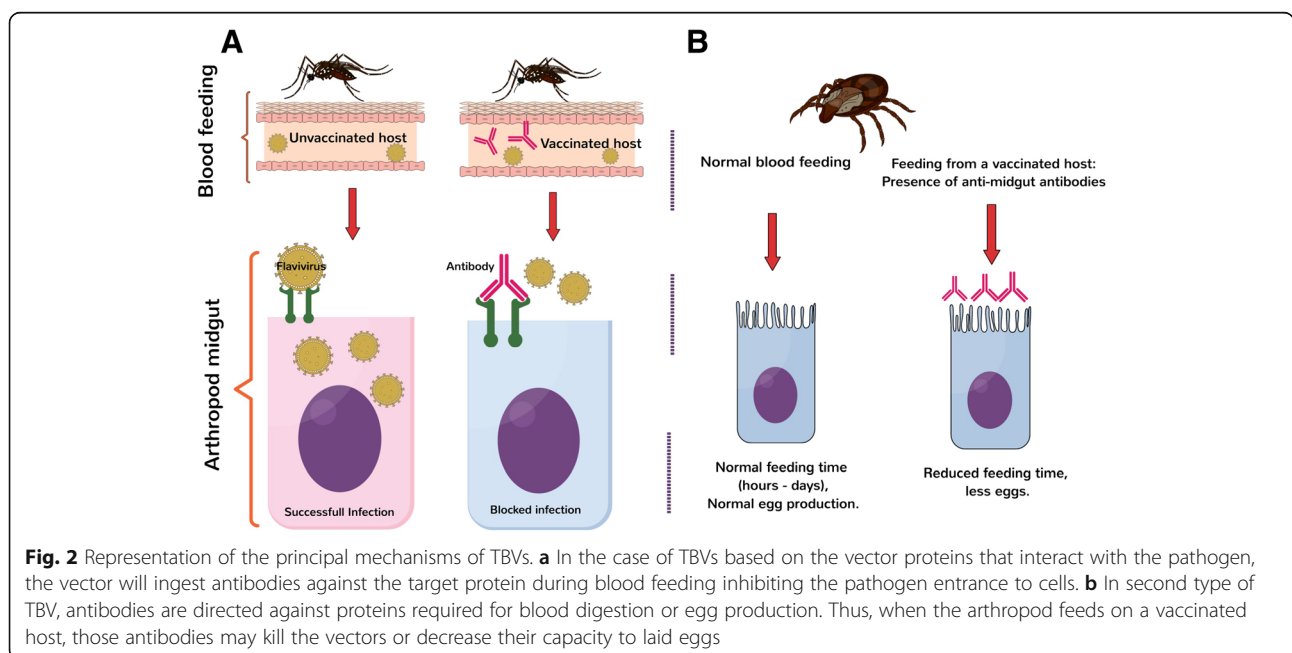 A
B
Blood feeding
Unvaccinated host
Vaccinated host
Normal blood feeding
Feeding from a vaccinated host:
Presence of anti-midgut antibodies
Arthropod midgut
Flavivirus
Antibody
Successfull Infection
Blocked infection
Normal feeding time
(hours - days),
Normal egg production.
Reduced feeding time,
less eggs.
Fig. 2 Representation of the principal mechanisms of TBVs. a In the case of TBVs based on the vector proteins that interact with the pathogen,
the vector will ingest antibodies against the target protein during blood feeding inhibiting the pathogen entrance to cells. b In second type of
TBV, antibodies are directed against proteins required for blood digestion or egg production. Thus, when the arthropod feeds on a vaccinated
host, those antibodies may kill the vectors or decrease their capacity to laid eggs